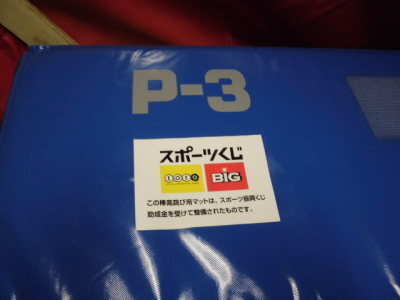 P-3
スポーツくじ
toto BIG
この棒高跳び用マットは、スポーツ振興くじ
助成金を受けて整備されたものです。